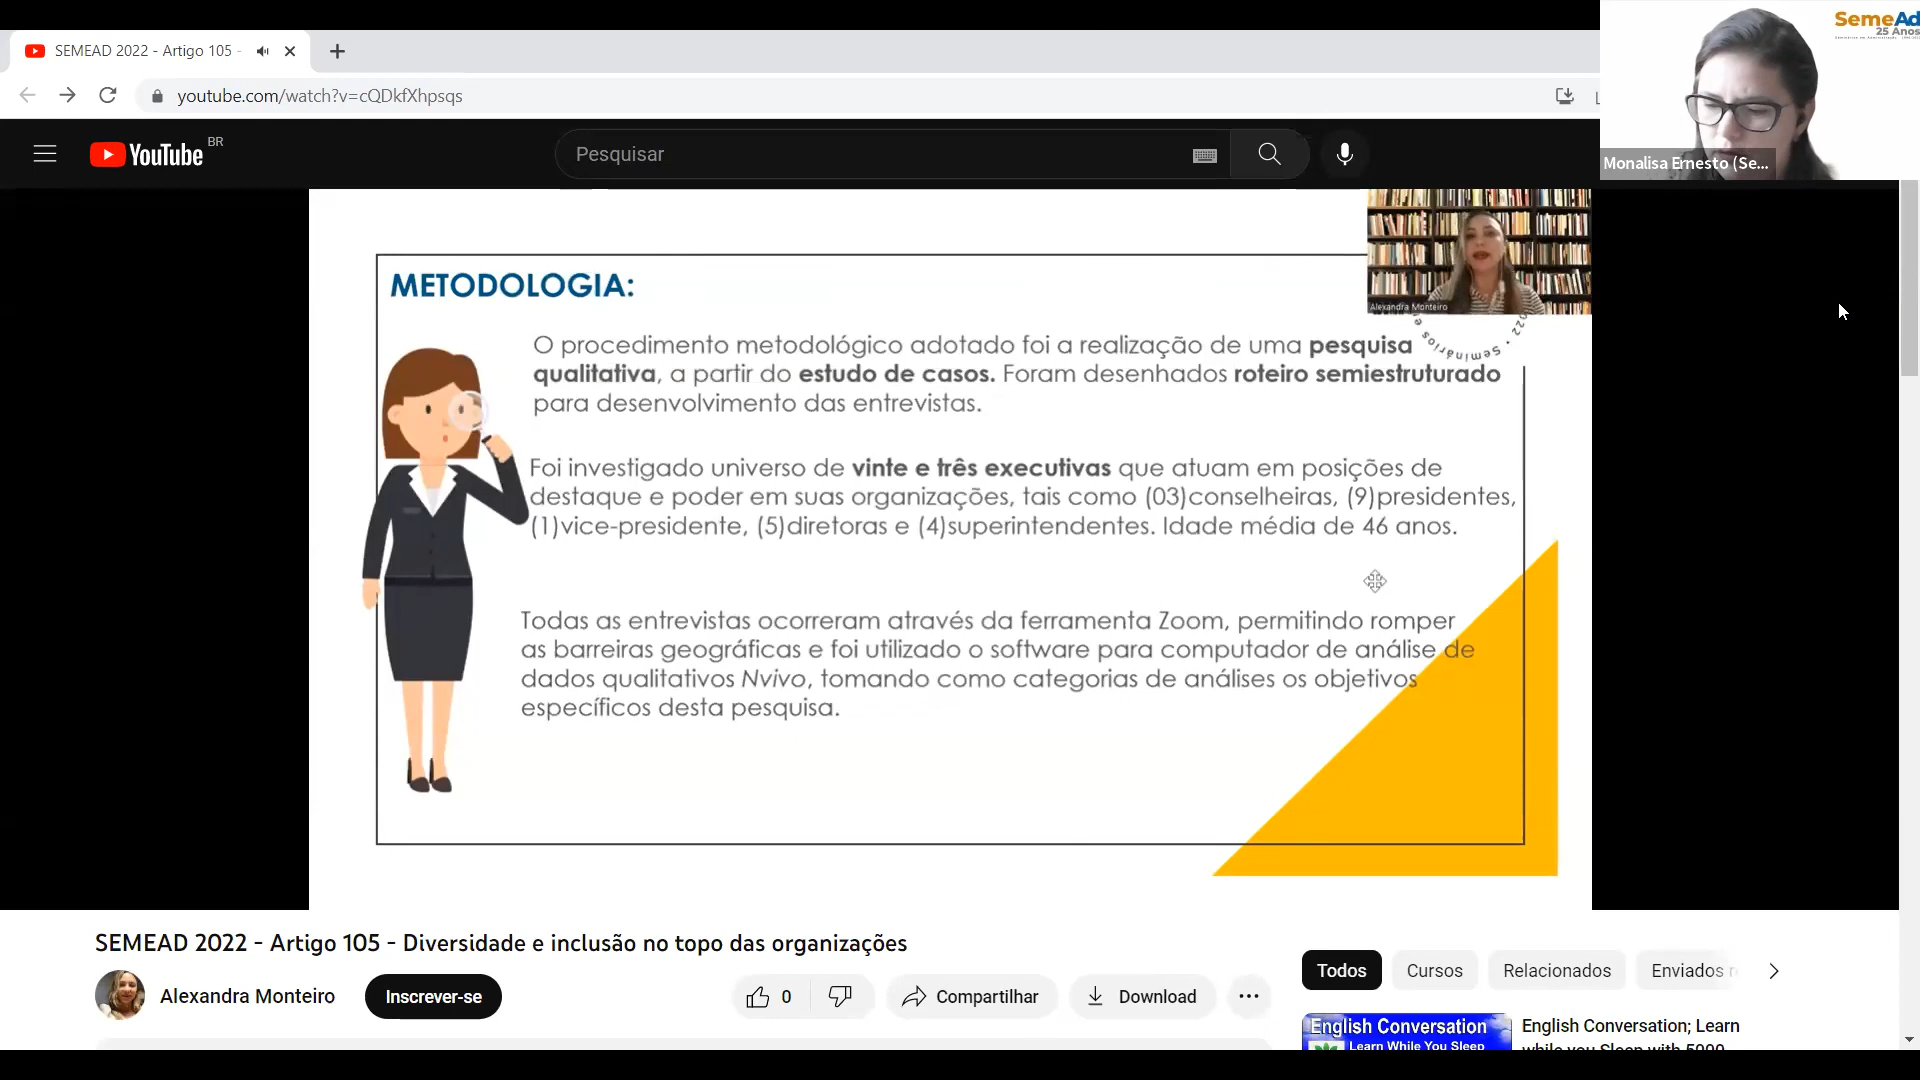 SEMEAD 2022 - Artigo 105 -
SemeAd
25 Anos
youtube.com/watch?v=cQDkfXhpsqs
YouTube BR
Pesquisar
Monalisa Ernesto (Se...
METODOLOGIA:
Alexandra Monteiro
2022 • Seminários e
O procedimento metodológico adotado foi a realização de uma pesquisa
qualitativa, a partir do estudo de casos. Foram desenhados roteiro semiestruturado
para desenvolvimento das entrevistas.
Foi investigado universo de vinte e três executivas que atuam em posições de
destaque e poder em suas organizações, tais como (03)conselheiras, (9)presidentes,
(1)vice-presidente, (5)diretoras e (4)superintendentes. Idade média de 46 anos.
Todas as entrevistas ocorreram através da ferramenta Zoom, permitindo romper
as barreiras geográficas e foi utilizado o software para computador de análise de
dados qualitativos Nvivo, tomando como categorias de análises os objetivos
específicos desta pesquisa.
SEMEAD 2022 - Artigo 105 - Diversidade e inclusão no topo das organizações
Alexandra Monteiro
Inscrever-se
0
Compartilhar
Download
Todos
Cursos
Relacionados
Enviados
English Conversation
Learn While You Sleep
English Conversation; Learn
while you Sleep with 5000